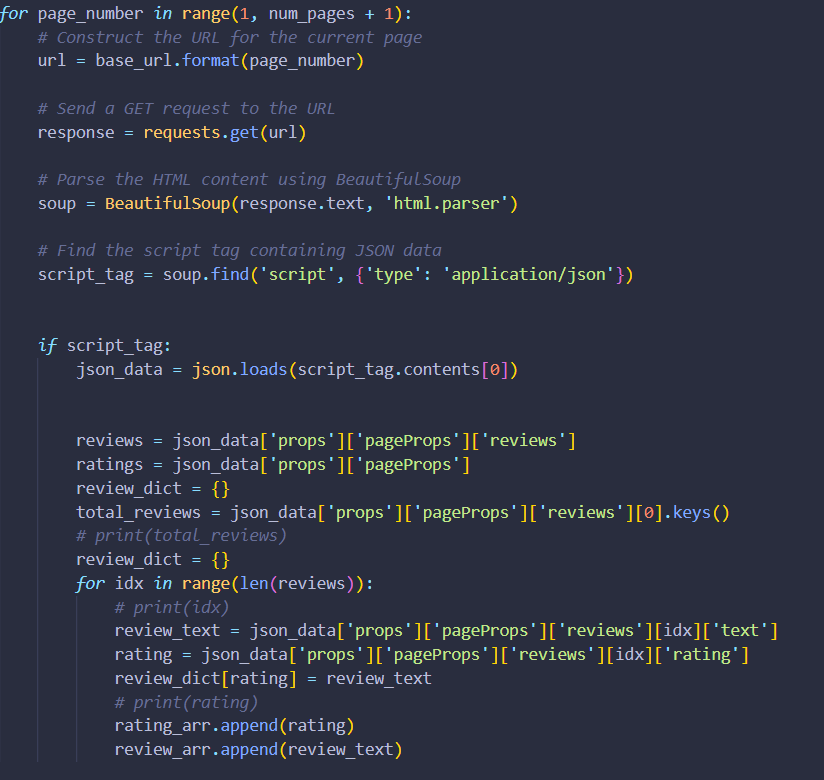 for page_number in range(1, num_pages + 1):
    # Construct the URL for the current page
    url = base_url.format(page_number)

    # Send a GET request to the URL
    response = requests.get(url)

    # Parse the HTML content using BeautifulSoup
    soup = BeautifulSoup(response.text, 'html.parser')

    # Find the script tag containing JSON data
    script_tag = soup.find('script', {'type': 'application/json'})


    if script_tag:
        json_data = json.loads(script_tag.contents[0])


        reviews = json_data['props']['pageProps']['reviews']
        ratings = json_data['props']['pageProps']
        review_dict = {}
        total_reviews = json_data['props']['pageProps']['reviews'][0].keys()
        # print(total_reviews)
        review_dict = {}
        for idx in range(len(reviews)):
            # print(idx)
            review_text = json_data['props']['pageProps']['reviews'][idx]['text']
            rating = json_data['props']['pageProps']['reviews'][idx]['rating']
            review_dict[rating] = review_text
            # print(rating)
            rating_arr.append(rating)
            review_arr.append(review_text)